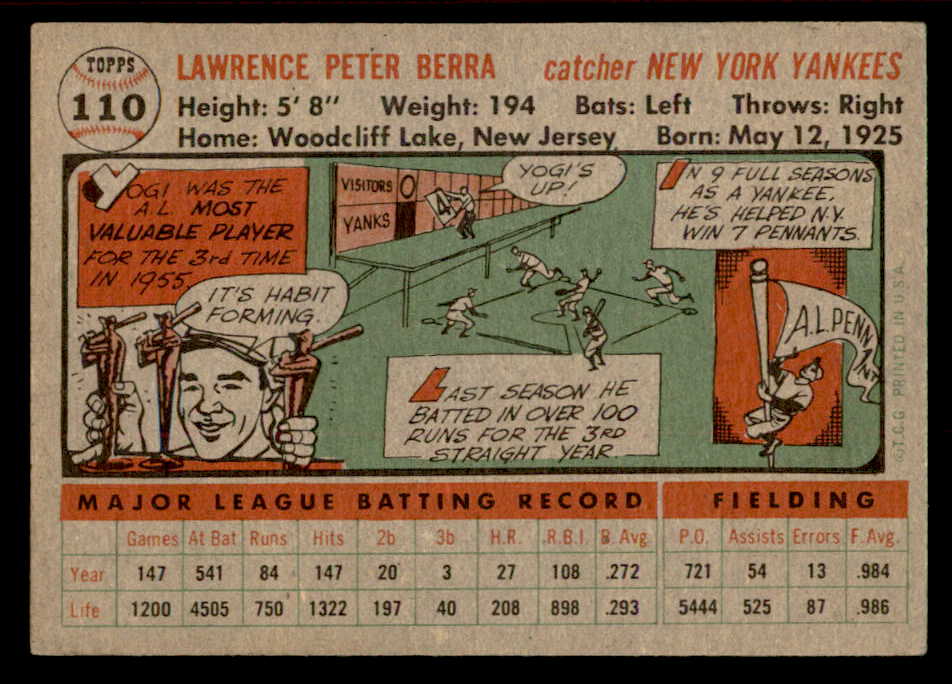 TOPPS
110
LAWRENCE PETER BERRA catcher NEW YORK YANKEES
Height: 5' 8" Weight: 194 Bats: Left Throws: Right
Home: Woodcliff Lake, New Jersey Born: May 12, 1925
YOGI WAS THE
A.L. MOST
VALUABLE PLAYER
FOR THE 3rd TIME
IN 1955.
IT'S HABIT
FORMING.
VISITORS 0
YANKS
4
YOGI'S
UP!
LAST SEASON HE
BATTED IN OVER 100
RUNS FOR THE 3RD
STRAIGHT YEAR.
IN 9 FULL SEASONS
AS A YANKEE,
HE'S HELPED N.Y.
WIN 7 PENNANTS.
A.L. PENNANT
© T.C.G. PRINTED IN U.S.A.
MAJOR LEAGUE BATTING RECORD FIELDING
Games At Bat Runs Hits 2b 3b H.R. R.B.I. B. Avg. P.O. Assists Errors F. Avg.
Year 147 541 84 147 20 3 27 108 .272 721 54 13 .984
Life 1200 4505 750 1322 197 40 208 898 .293 5444 525 87 .986